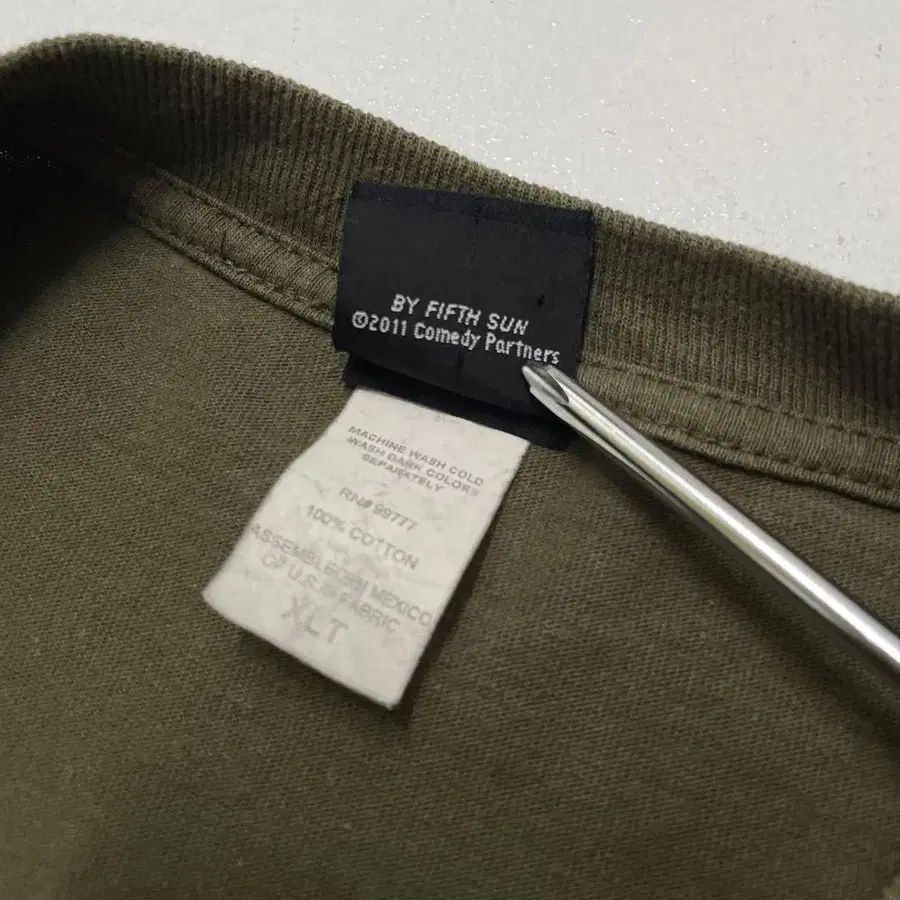 BY FIFTH SUN
©2011 Comedy Partners
MACHINE WASH COLD
WASH DARK COLORS
SEPARATELY
RN# 99777
100% COTTON
ASSEMBLED IN MEXICO
OF U.S. FABRIC
XLT